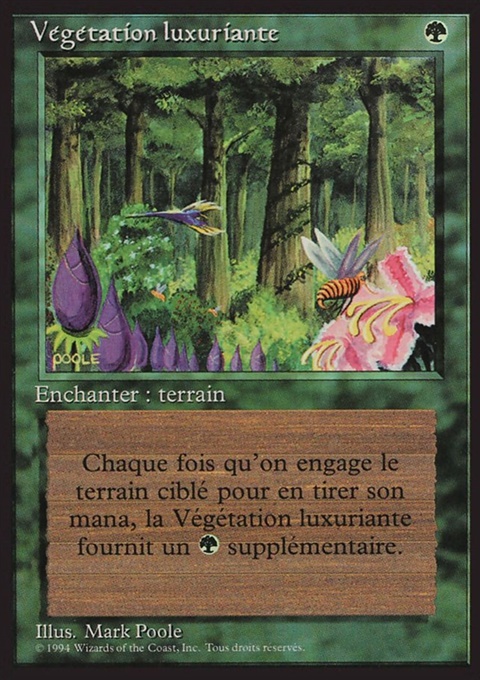 Végétation luxuriante
POOLE
Enchanter : terrain
Chaque fois qu'on engage le
terrain ciblé pour en tirer son
mana, la Végétation luxuriante
fournit un supplémentaire.
Illus. Mark Poole
© 1994 Wizards of the Coast, Inc. Tous droits réservés.